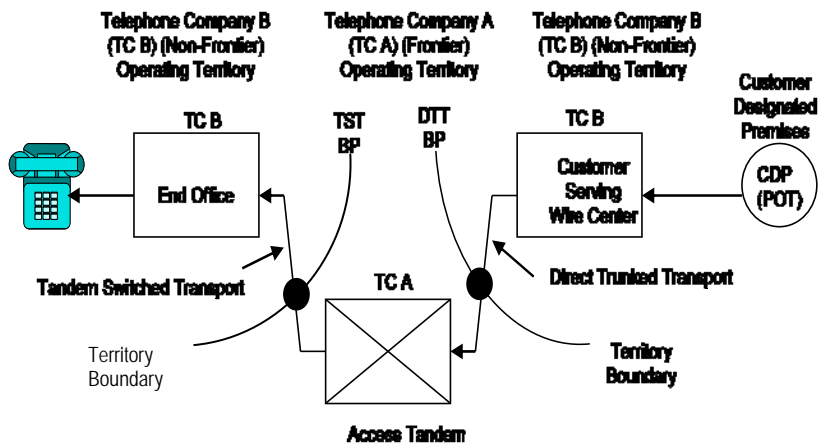 Telephone Company B
(TC B) (Non-Frontier)
Operating Territory
Telephone Company A
(TC A) (Frontier)
Operating Territory
Telephone Company B
(TC B) (Non-Frontier)
Operating Territory
Customer
Designated
Premises
TC B
TST
BP
DTT
BP
TC B
End Office
Customer
Serving
Wire Center
CDP
(POT)
Tandem Switched Transport
TC A
Direct Trunked Transport
Territory
Boundary
Territory
Boundary
Access Tandem